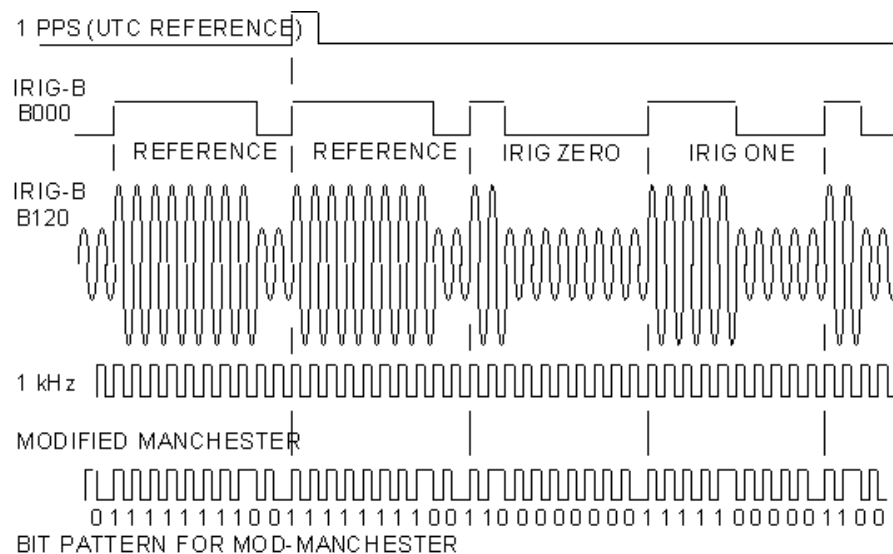 1 PPS (UTC REFERENCE)
IRIG-B
B000
REFERENCE REFERENCE IRIG ZERO IRIG ONE
IRIG-B
B120
1 kHz
MODIFIED MANCHESTER
0 1 1 1 1 1 1 1 1 0 0 1 1 1 1 1 1 1 1 0 0 1 1 0 0 0 0 0 0 0 0 1 1 1 1 1 0 0 0 0 0 1 1 0 0
BIT PATTERN FOR MOD-MANCHESTER